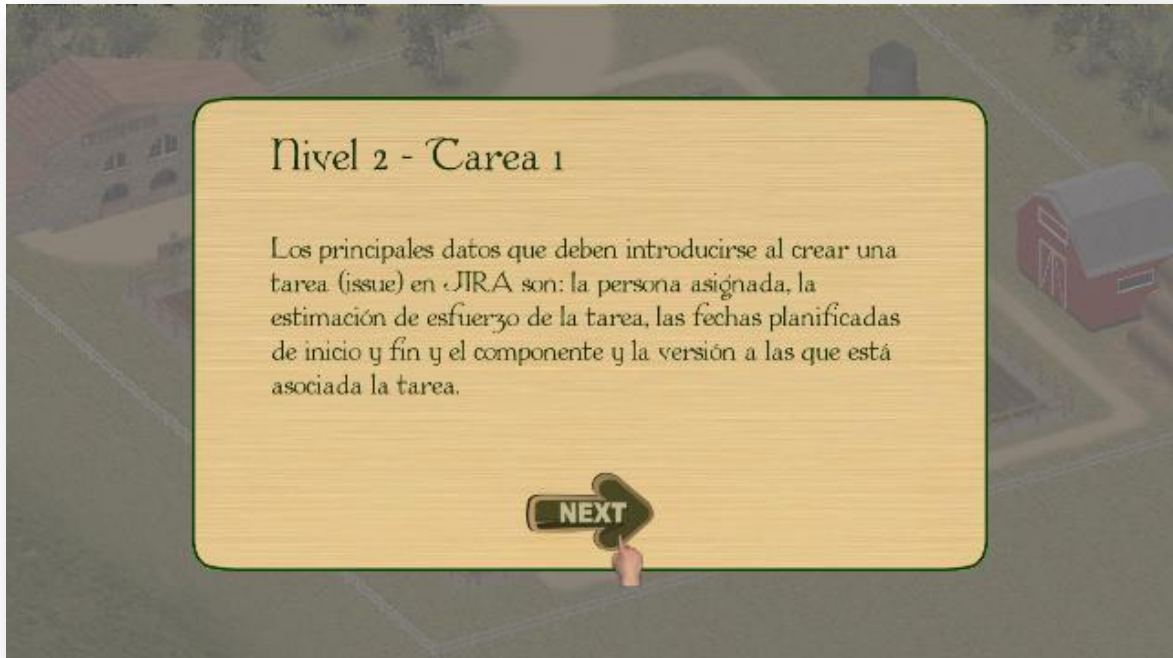 Nivel 2 - Tarea 1
Los principales datos que deben introducirse al crear una
tarea (issue) en JIRA son: la persona asignada, la
estimación de esfuerzo de la tarea, las fechas planificadas
de inicio y fin y el componente y la versión a las que está
asociada la tarea.
NEXT